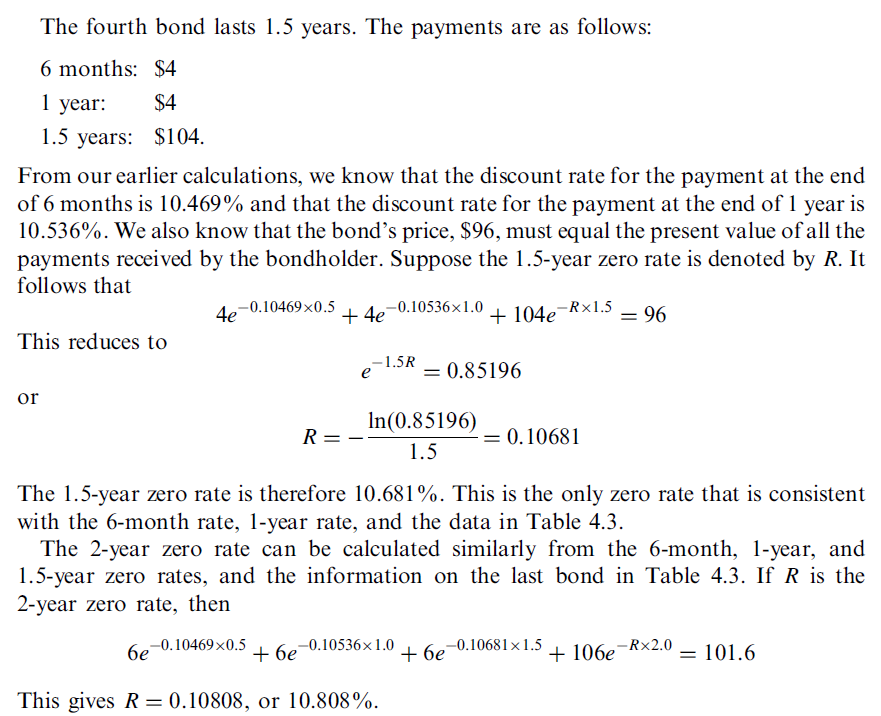 The fourth bond lasts 1.5 years. The payments are as follows:
6 months: $4
1 year: $4
1.5 years: $104.
From our earlier calculations, we know that the discount rate for the payment at the end
of 6 months is 10.469% and that the discount rate for the payment at the end of 1 year is
10.536%. We also know that the bond's price, $96, must equal the present value of all the
payments received by the bondholder. Suppose the 1.5-year zero rate is denoted by R. It
follows that
4e^{−0.10469×0.5} + 4e^{−0.10536×1.0} + 104e^{−R×1.5} = 96
This reduces to
e^{−1.5R} = 0.85196
or
R = −\frac{ln(0.85196)}{1.5} = 0.10681
The 1.5-year zero rate is therefore 10.681%. This is the only zero rate that is consistent
with the 6-month rate, 1-year rate, and the data in Table 4.3.
The 2-year zero rate can be calculated similarly from the 6-month, 1-year, and
1.5-year zero rates, and the information on the last bond in Table 4.3. If R is the
2-year zero rate, then
6e^{−0.10469×0.5} + 6e^{−0.10536×1.0} + 6e^{−0.10681×1.5} + 106e^{−R×2.0} = 101.6
This gives R = 0.10808, or 10.808%.